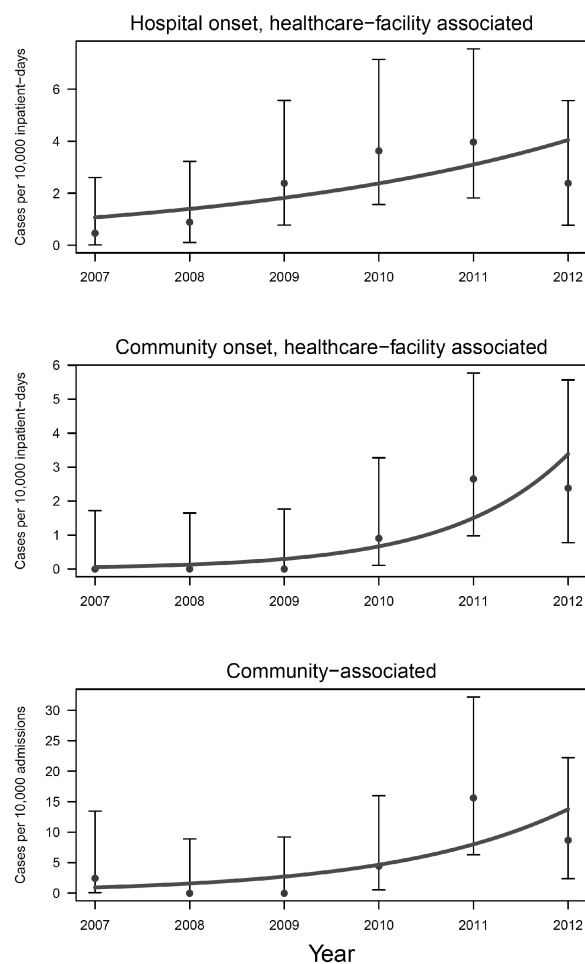 Hospital onset, healthcare−facility associated
Cases per 10,000 inpatient−days
6
4
2
0
2007 2008 2009 2010 2011 2012
Community onset, healthcare−facility associated
Cases per 10,000 inpatient−days
6
5
4
3
2
1
0
2007 2008 2009 2010 2011 2012
Community−associated
Cases per 10,000 admissions
30
25
20
15
10
5
0
2007 2008 2009 2010 2011 2012
Year